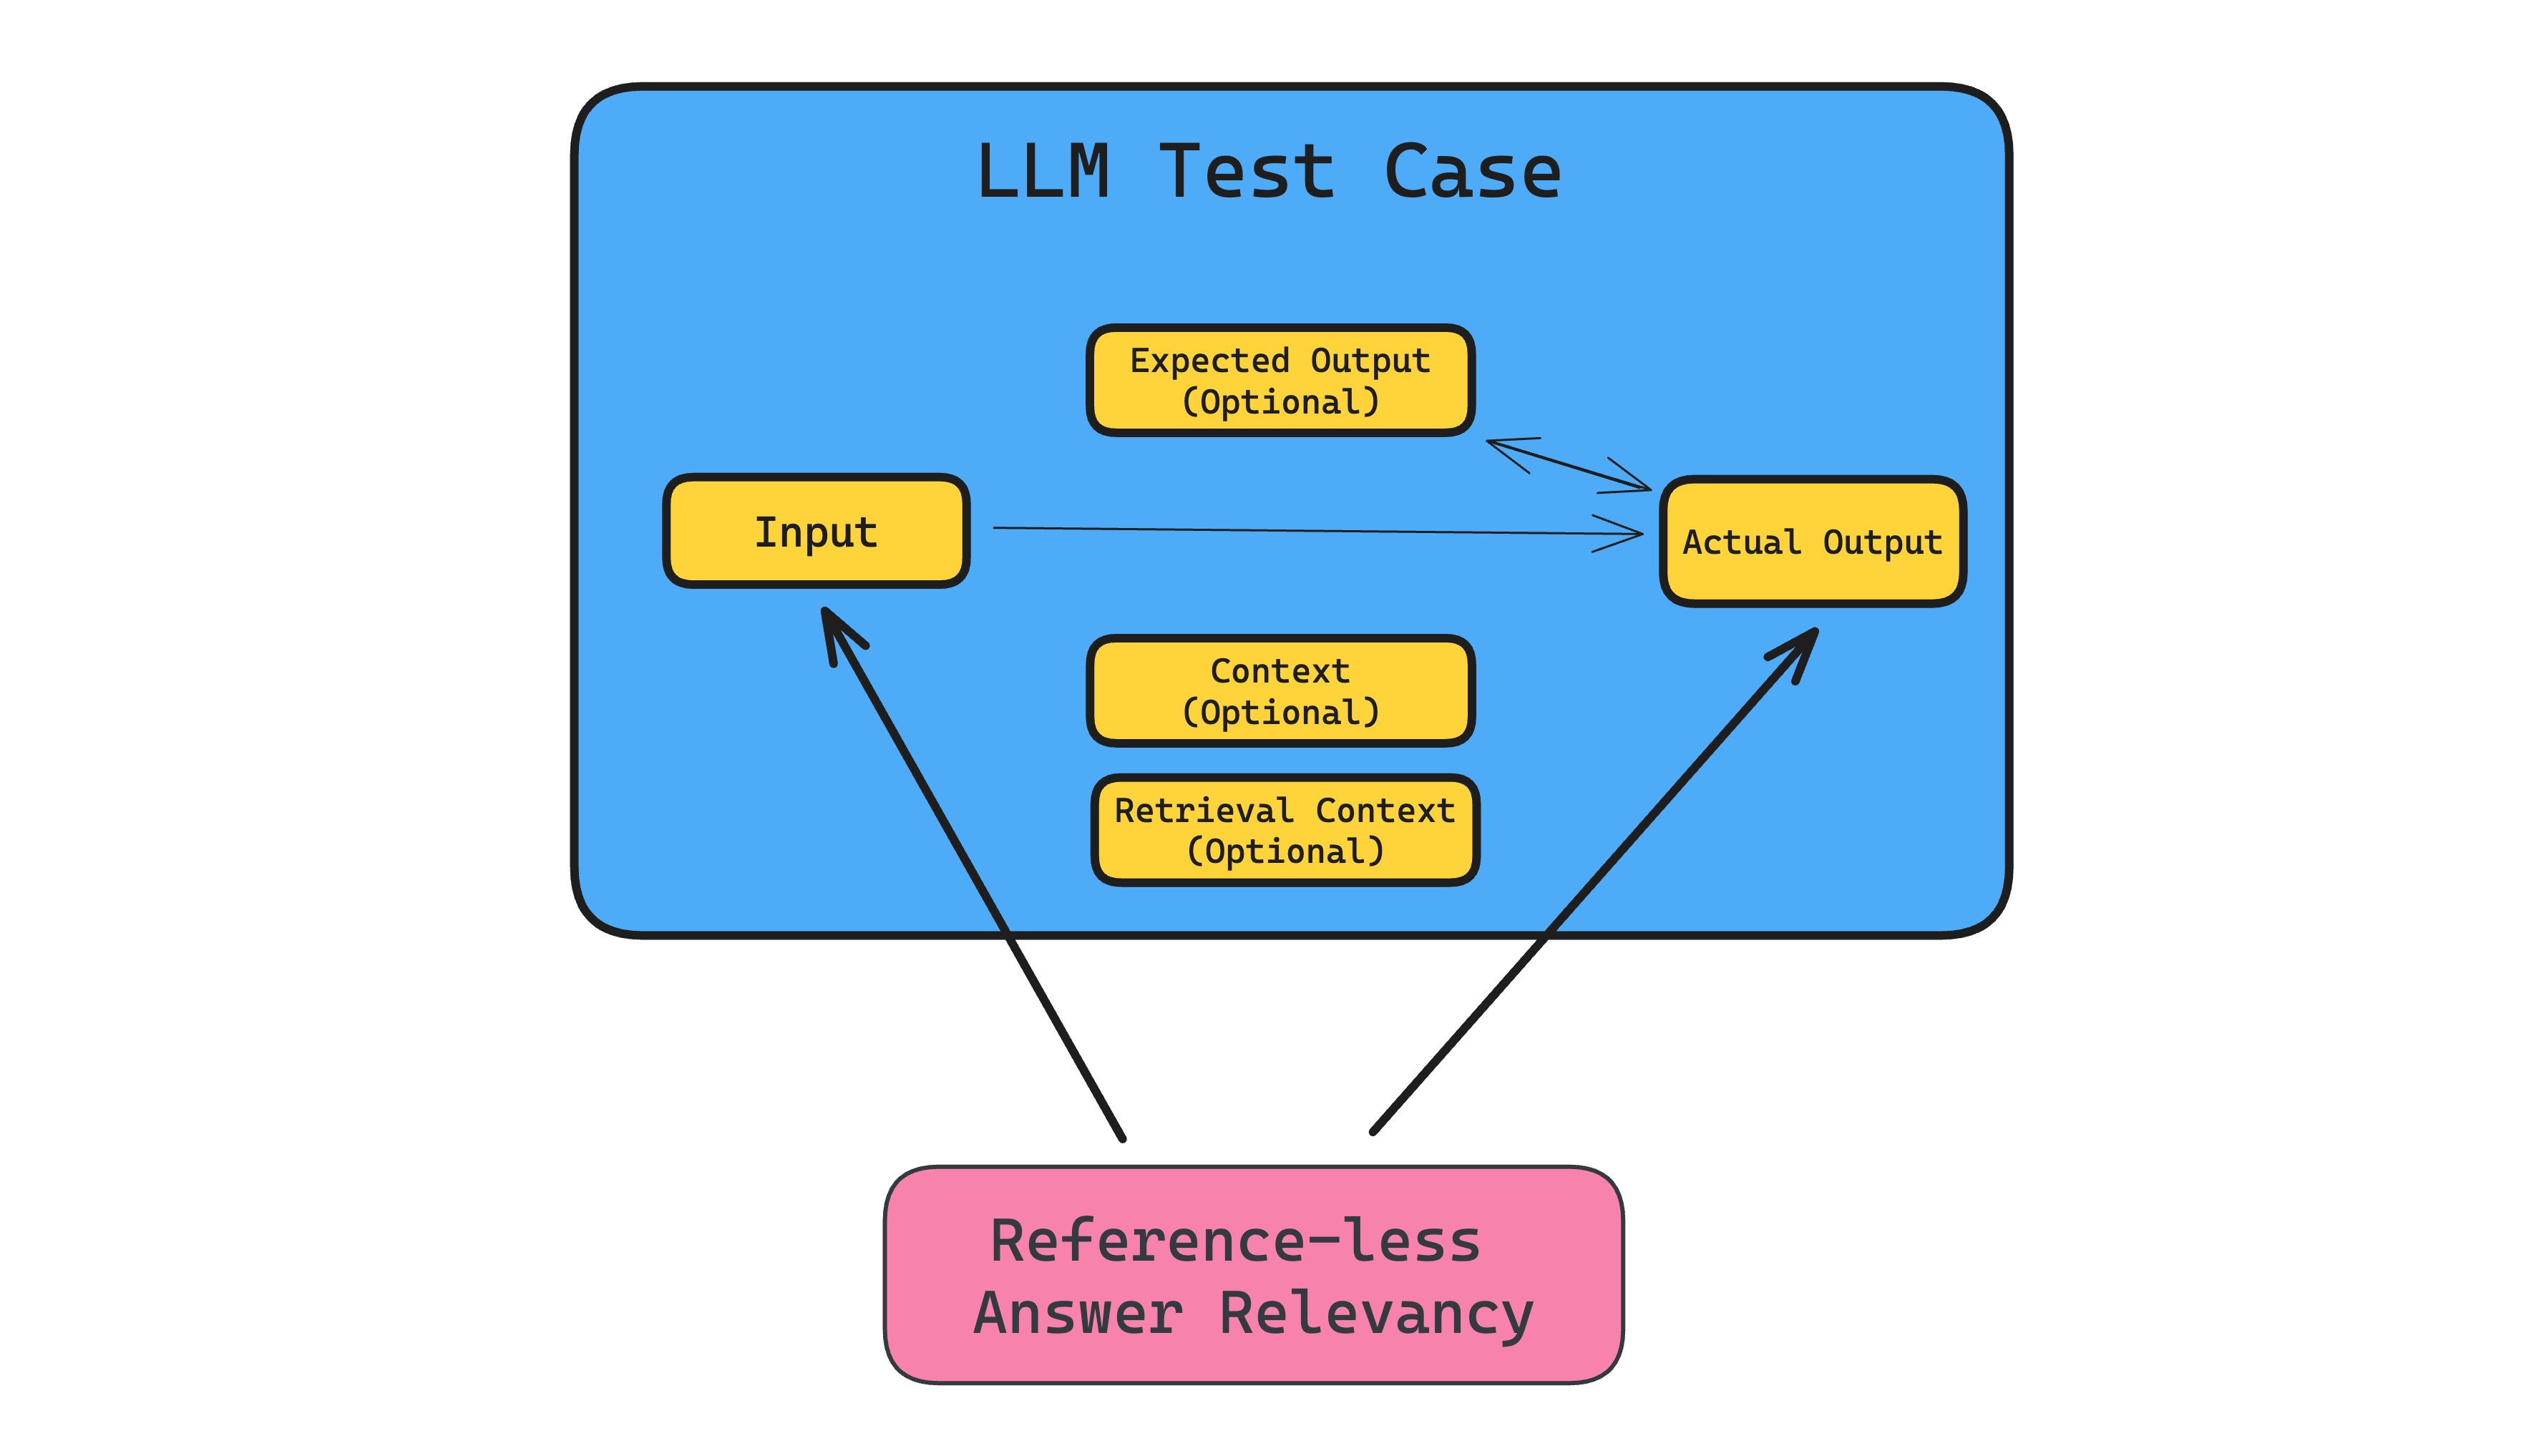 LLM Test Case
Expected Output
(Optional)
Input
Actual Output
Context
(Optional)
Retrieval Context
(Optional)
Reference-less
Answer Relevancy